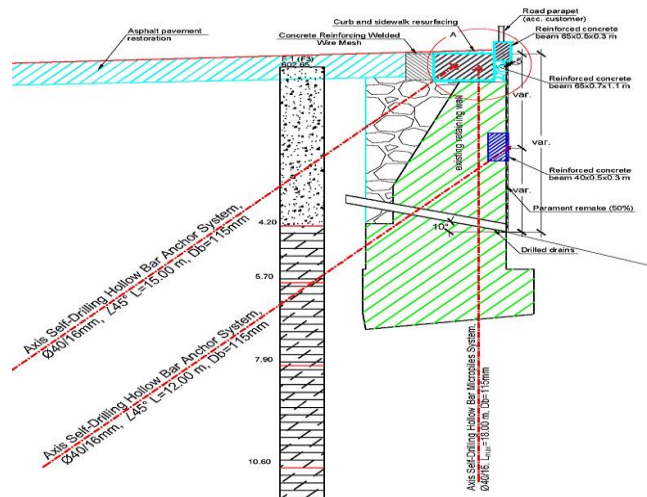 Road parapet
(acc. customer)
Curb and sidewalk resurfacing
A
Reinforced concrete
beam 65x0.6x0.3 m
Asphalt pavement
restoration
Concrete Reinforcing Welded
Wire Mesh
F 1 (F3)
602.65
Reinforced concrete
beam 65x0.7x1.1 m
var.
var.
existing retaining wall
Reinforced concrete
beam 40x0.5x0.3 m
var.
Parament remake (50%)
10°
Drilled drains
4.20
5.70
7.90
10.60
Axis Self-Drilling Hollow Bar Anchor System,
Ø40/16mm, ∠45° L=15.00 m, Db=115mm
Axis Self-Drilling Hollow Bar Anchor System,
Ø40/16mm, ∠45° L=12.00 m, Db=115mm
Axis Self-Drilling Hollow Bar Micropiles System,
=18.00 m, Db=115mm